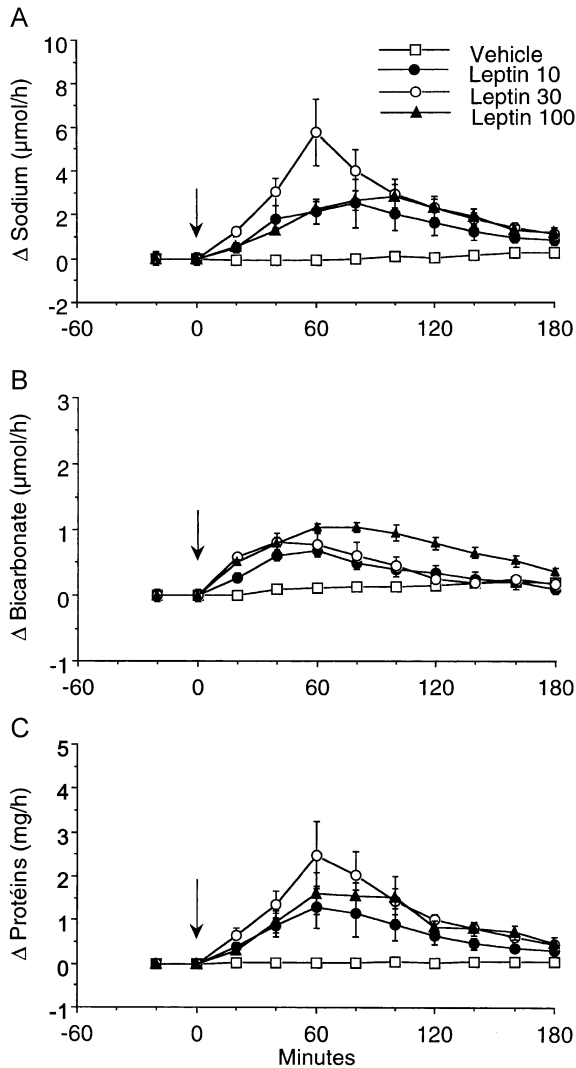 A
Δ Sodium (μmol/h)
10
8
6
4
2
0
-2
Vehicle
Leptin 10
Leptin 30
Leptin 100
-60 0 60 120 180
B
Δ Bicarbonate (μmol/h)
3
2
1
0
-1
-60 0 60 120 180
C
Δ Protéins (mg/h)
5
4
3
2
1
0
-1
-60 0 60 120 180
Minutes